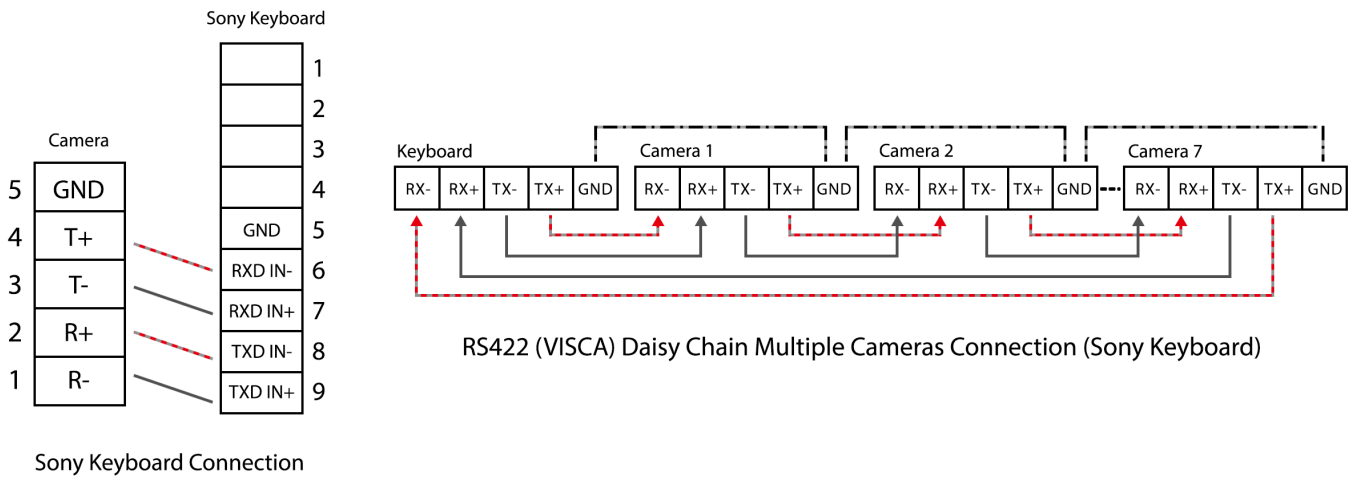 Sony Keyboard
1
2
3
4
GND 5
RXD IN- 6
RXD IN+ 7
TXD IN- 8
TXD IN+ 9
Camera
5 GND
4 T+
3 T-
2 R+
1 R-
Sony Keyboard Connection
Keyboard Camera 1 Camera 2 Camera 7
RX- RX+ TX- TX+ GND RX- RX+ TX- TX+ GND RX- RX+ TX- TX+ GND RX- RX+ TX- TX+ GND
RS422 (VISCA) Daisy Chain Multiple Cameras Connection (Sony Keyboard)